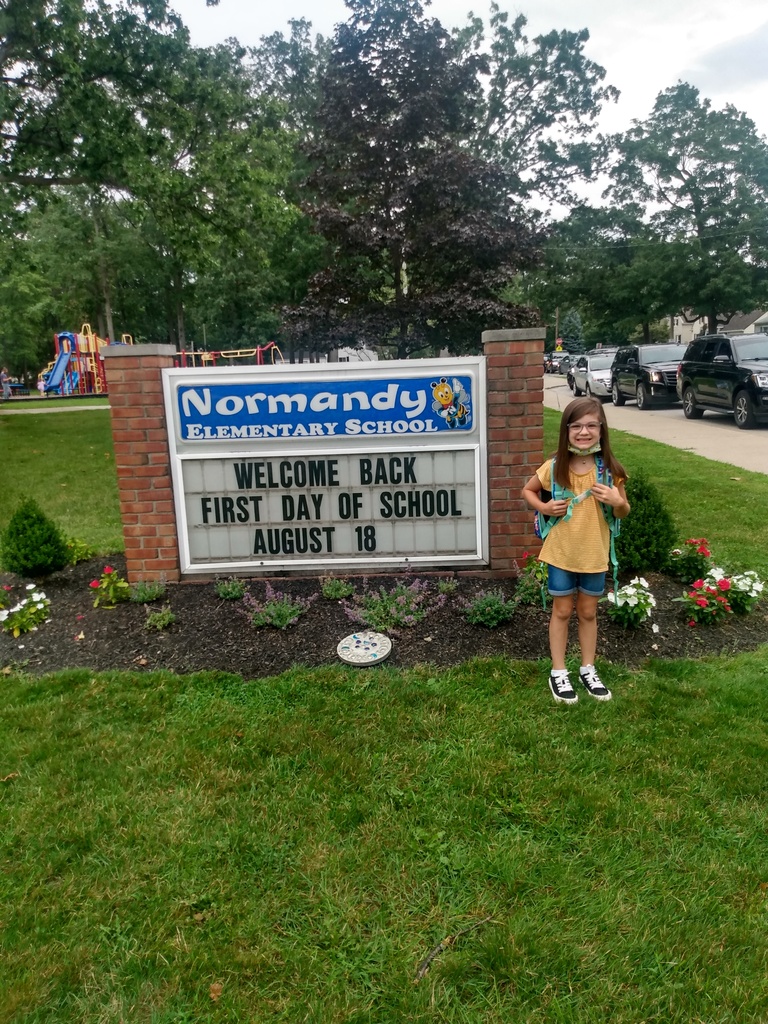 Normandy
ELEMENTARY SCHOOL
WELCOME BACK
FIRST DAY OF SCHOOL
AUGUST 18